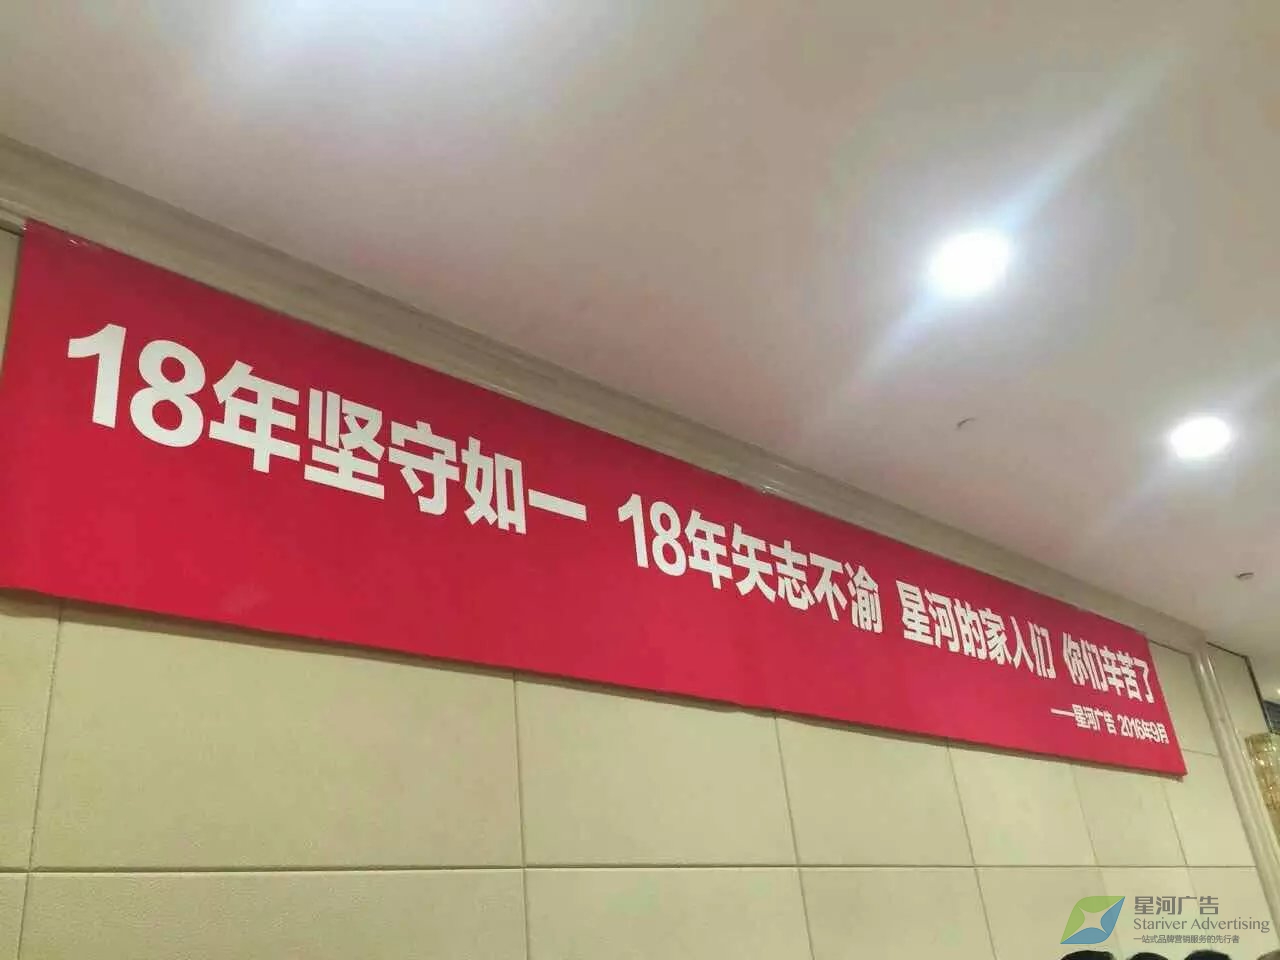 18年坚守如一 18年矢志不渝 星河的家人们 你们辛苦了
——星河广告 2016年9月
星河广告
Stariver Advertising
一站式品牌营销服务的先行者